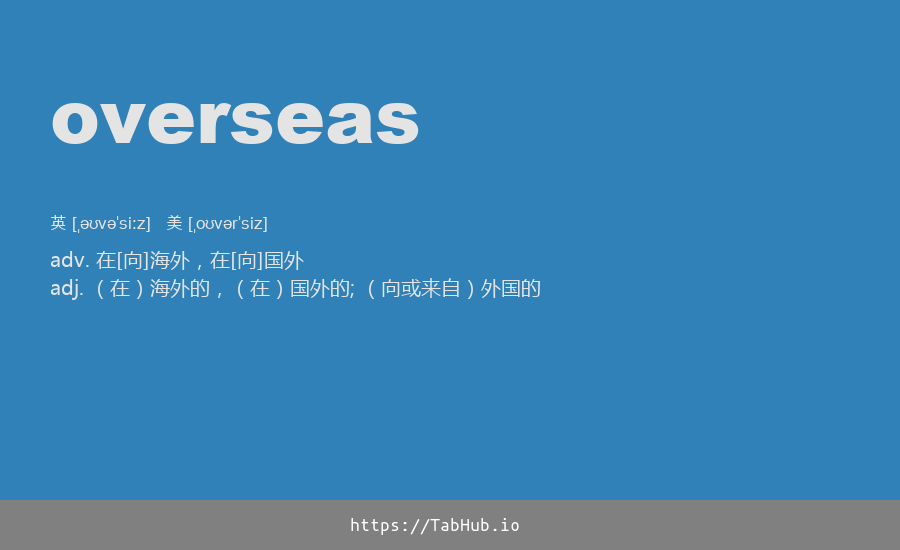 overseas
英 [ˌəʊvəˈsiːz] 美 [ˌoʊvərˈsiz]
adv. 在[向]海外，在[向]国外
adj. （在）海外的，（在）国外的; （向或来自）外国的
https://TabHub.io